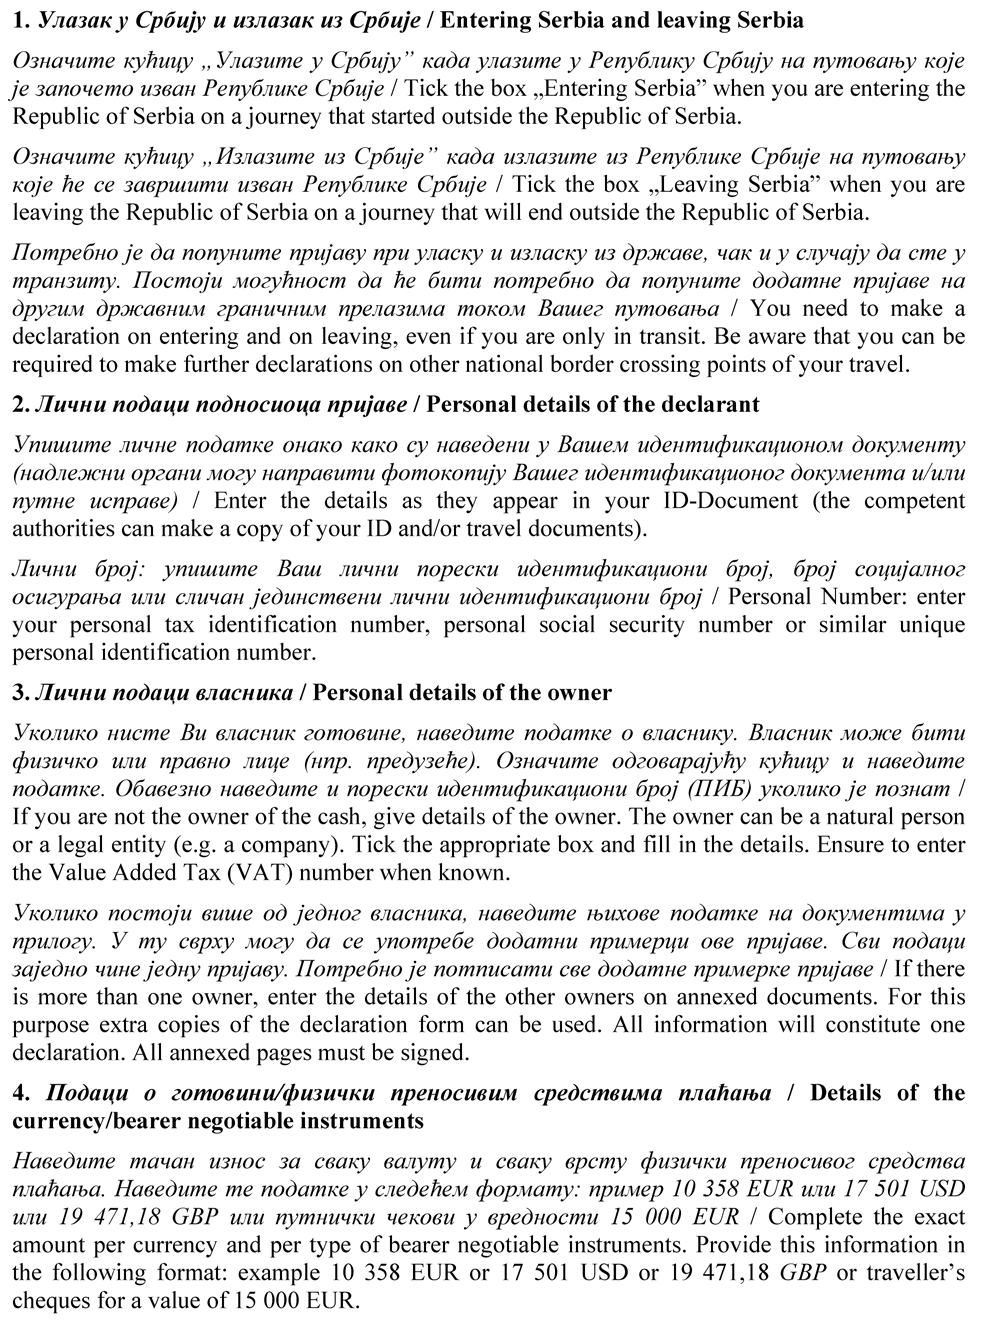 1. Улазак у Србију и излазак из Србије / Entering Serbia and leaving Serbia
Означите кућицу „Улазите у Србију” када улазите у Републику Србију на путовању које
је започето изван Републике Србије / Tick the box „Entering Serbia” when you are entering the
Republic of Serbia on a journey that started outside the Republic of Serbia.
Означите кућицу „Излазите из Србије” када излазите из Републике Србије на путовању
које ће се завршити изван Републике Србије / Tick the box „Leaving Serbia” when you are
leaving the Republic of Serbia on a journey that will end outside the Republic of Serbia.
Потребно је да попуните пријаву при уласку и изласку из државе, чак и у случају да сте у
транзиту. Постоји могућност да ће бити потребно да попуните додатне пријаве на
другим државним граничним прелазима током Вашег путовања / You need to make a
declaration on entering and on leaving, even if you are only in transit. Be aware that you can be
required to make further declarations on other national border crossing points of your travel.
2. Лични подаци подносиоца пријаве / Personal details of the declarant
Упишите личне податке онако како су наведени у Вашем идентификационом документу
(надлежни органи могу направити фотокопију Вашег идентификационог документа и/или
путне исправе) / Enter the details as they appear in your ID-Document (the competent
authorities can make a copy of your ID and/or travel documents).
Лични број: упишите Ваш лични порески идентификациони број, број социјалног
осигурања или сличан јединствени лични идентификациони број / Personal Number: enter
your personal tax identification number, personal social security number or similar unique
personal identification number.
3. Лични подаци власника / Personal details of the owner
Уколико нисте Ви власник готовине, наведите податке о власнику. Власник може бити
физичко или правно лице (нпр. предузеће). Означите одговарајућу кућицу и наведите
податке. Обавезно наведите и порески идентификациони број (ПИБ) уколико је познат /
If you are not the owner of the cash, give details of the owner. The owner can be a natural person
or a legal entity (e.g. a company). Tick the appropriate box and fill in the details. Ensure to enter
the Value Added Tax (VAT) number when known.
Уколико постоји више од једног власника, наведите њихове податке на документима у
прилогу. У ту сврху могу да се употребе додатни примерци ове пријаве. Сви подаци
заједно чине једну пријаву. Потребно је потписати све додатне примерке пријаве / If there
is more than one owner, enter the details of the other owners on annexed documents. For this
purpose extra copies of the declaration form can be used. All information will constitute one
declaration. All annexed pages must be signed.
4. Подаци о готовини/физички преносивим средствима плаћања / Details of the
currency/bearer negotiable instruments
Наведите тачан износ за сваку валуту и сваку врсту физички преносивог средства
плаћања. Наведите те податке у следећем формату: пример 10 358 EUR или 17 501 USD
или 19 471,18 GBP или путнички чекови у вредности 15 000 EUR / Complete the exact
amount per currency and per type of bearer negotiable instruments. Provide this information in
the following format: example 10 358 EUR or 17 501 USD or 19 471,18 GBP or traveller’s
cheques for a value of 15 000 EUR.